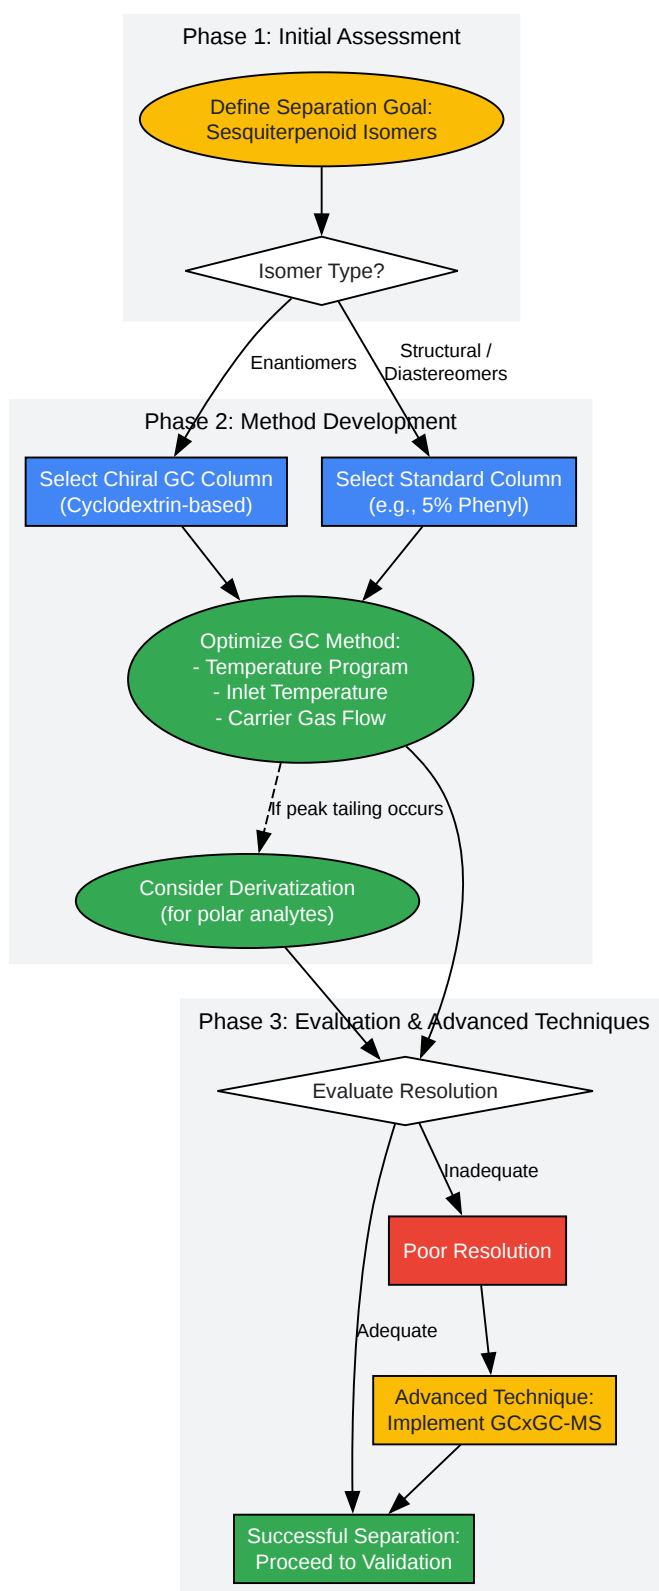 Phase 1: Initial Assessment
Define Separation Goal:
Sesquiterpenoid Isomers
Isomer Type?
Enantiomers
Structural /
Diastereomers
Phase 2: Method Development
Select Chiral GC Column
(Cyclodextrin-based)
Select Standard Column
(e.g., 5% Phenyl)
Optimize GC Method:
- Temperature Program
- Inlet Temperature
- Carrier Gas Flow
If peak tailing occurs
Consider Derivatization
(for polar analytes)
Phase 3: Evaluation & Advanced Techniques
Evaluate Resolution
Inadequate
Poor Resolution
Adequate
Advanced Technique:
Implement GCxGC-MS
Successful Separation:
Proceed to Validation